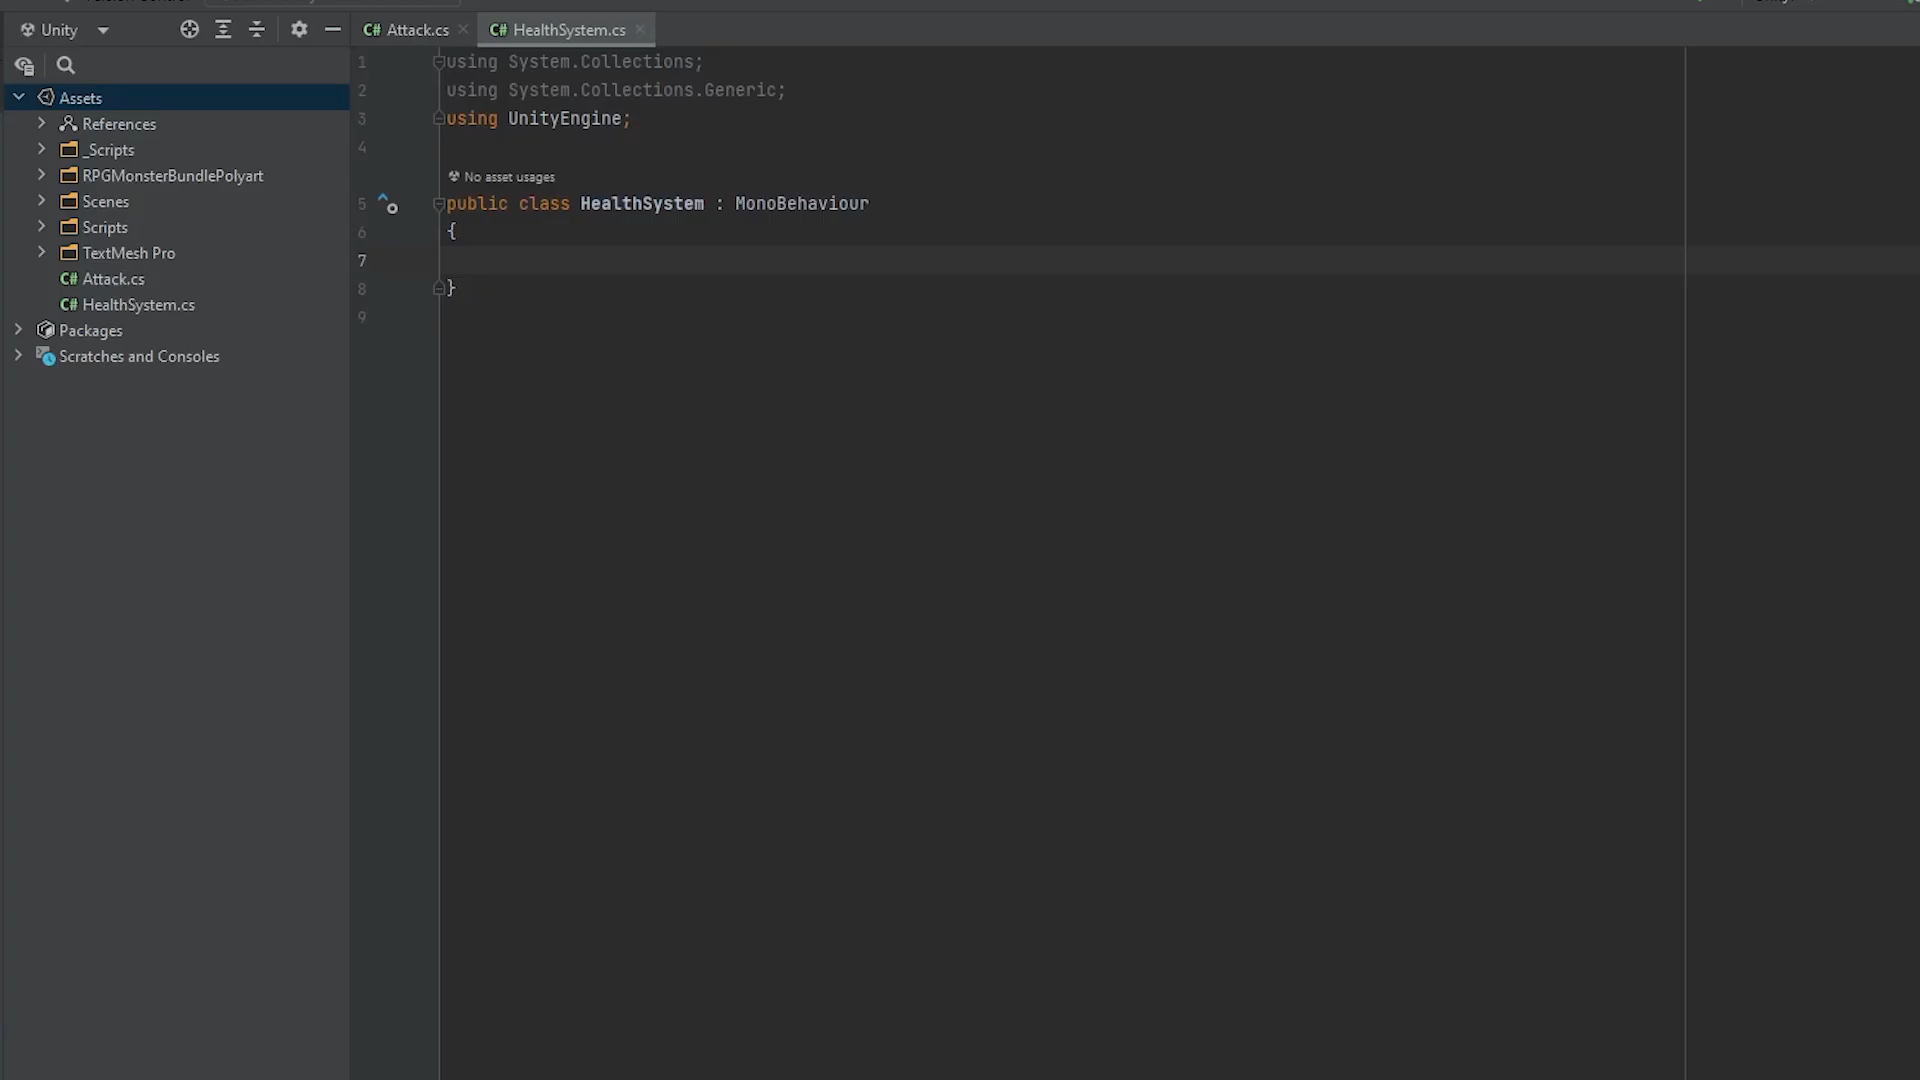 Unity
C# Attack.cs
C# HealthSystem.cs
Assets
References
_Scripts
RPGMonsterBundlePolyart
Scenes
Scripts
TextMesh Pro
C# Attack.cs
C# HealthSystem.cs
Packages
Scratches and Consoles
1 using System.Collections;
2 using System.Collections.Generic;
3 using UnityEngine;
4
No asset usages
5 public class HealthSystem : MonoBehaviour
6 {
7
8 }
9